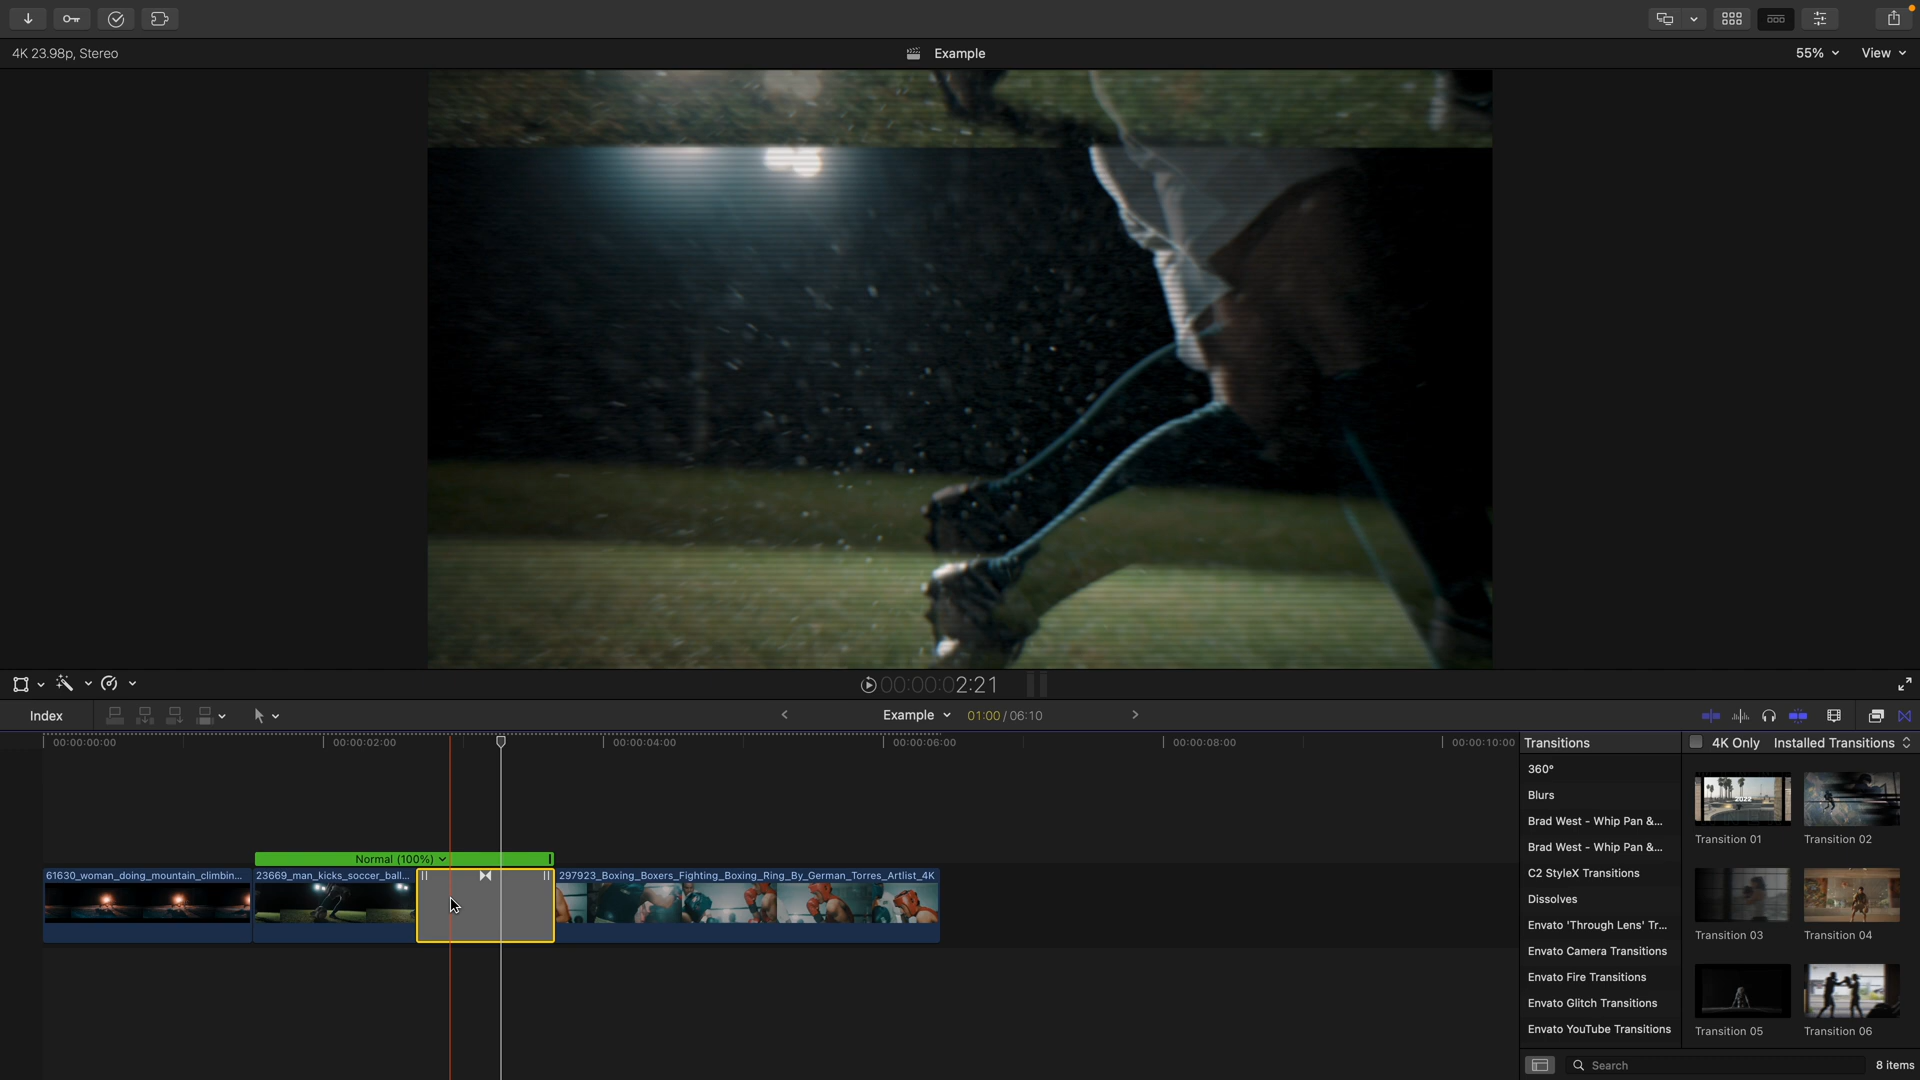 4K 23.98p, Stereo
Example
55%
View
00:00:02:21
Index
Example
01:00 / 06:10
00:00:00:00
00:00:02:00
00:00:04:00
00:00:06:00
00:00:08:00
00:00:10:00
Normal (100%)
61630_woman_doing_mountain_climbin...
23669_man_kicks_soccer_ball...
297923_Boxing_Boxers_Fighting_Boxing_Ring_By_German_Torres_Artlist_4K
Transitions
4K Only
Installed Transitions
360°
Blurs
Brad West - Whip Pan &...
Brad West - Whip Pan &...
C2 StyleX Transitions
Dissolves
Envato 'Through Lens' Tr...
Envato Camera Transitions
Envato Fire Transitions
Envato Glitch Transitions
Envato YouTube Transitions
2022
Transition 01
Transition 02
Transition 03
Transition 04
Transition 05
Transition 06
Search
8 items